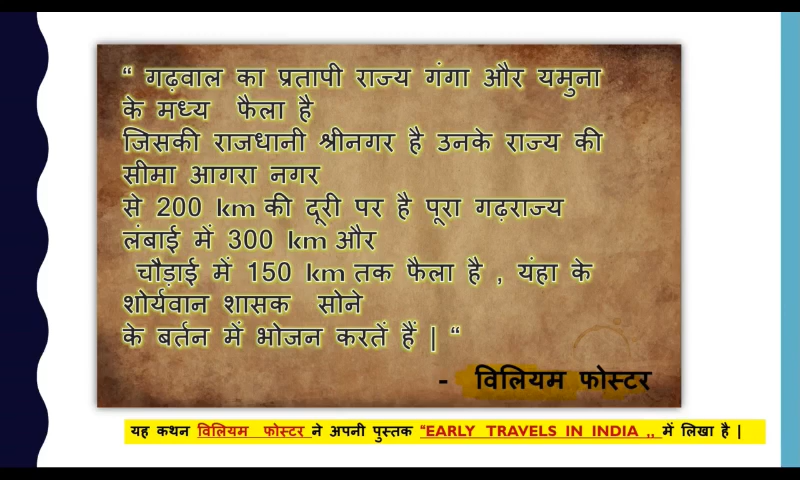 “ गढ़वाल का प्रतापी राज्य गंगा और यमुना
के मध्य फैला है
जिसकी राजधानी श्रीनगर है उनके राज्य की
सीमा आगरा नगर
से 200 km की दूरी पर है पूरा गढ़राज्य
लंबाई में 300 km और
चौड़ाई में 150 km तक फैला है , यंहा के
शोर्यवान शासक सोने
के बर्तन में भोजन करतें हैं | “
- विलियम फोस्टर
यह कथन विलियम फोस्टर ने अपनी पुस्तक “EARLY TRAVELS IN INDIA ,, में लिखा है |